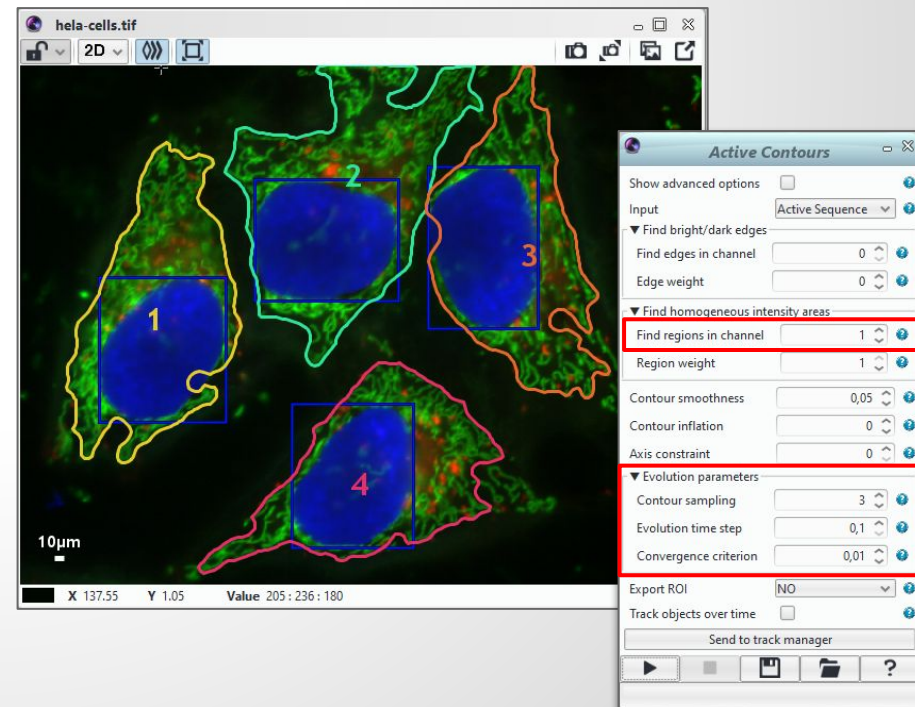 hela-cells.tif
2D
1
2
3
4
10µm
X 137.55 Y 1.05 Value 205 : 236 : 180
Active Contours
Show advanced options
Input Active Sequence
▼ Find bright/dark edges
Find edges in channel 0
Edge weight 0
▼ Find homogeneous intensity areas
Find regions in channel 1
Region weight 1
Contour smoothness 0,05
Contour inflation 0
Axis constraint 0
▼ Evolution parameters
Contour sampling 3
Evolution time step 0,1
Convergence criterion 0,01
Export ROI NO
Track objects over time
Send to track manager
?